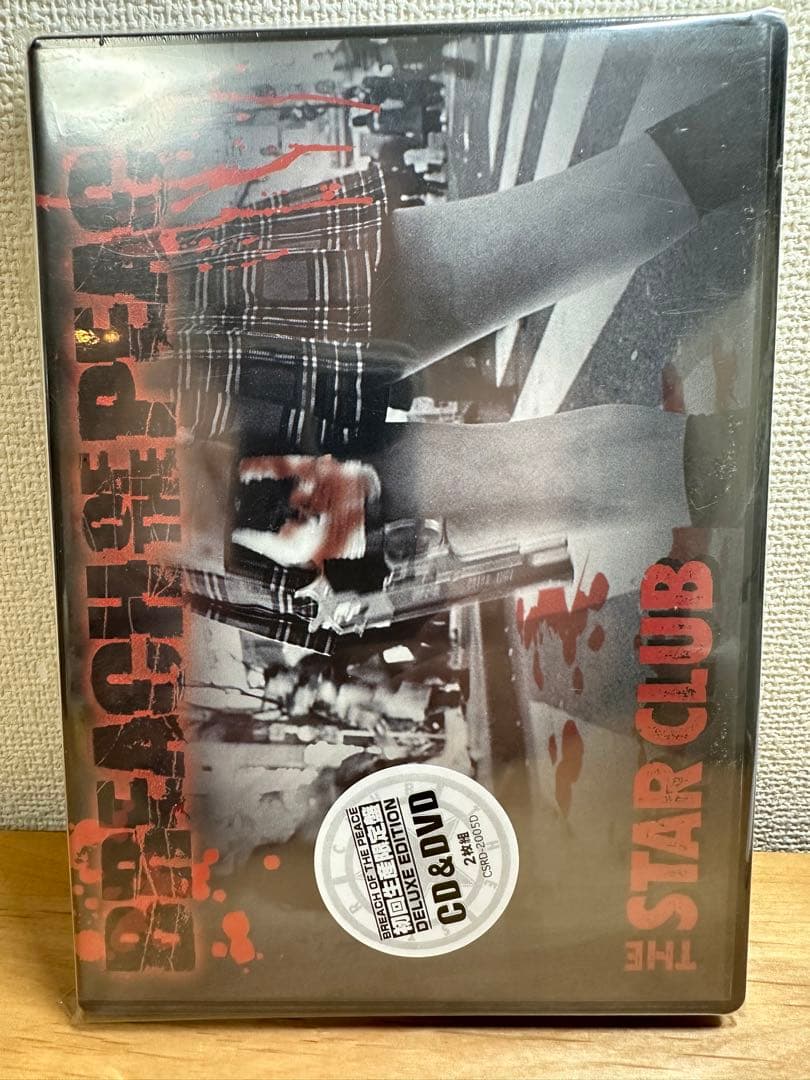 BREACH OF THE PEACE
BREACH OF THE PEACE
初回生産限定盤
DELUXE EDITION
CD & DVD
2枚組
CSRD-2005D
THE STAR CLUB